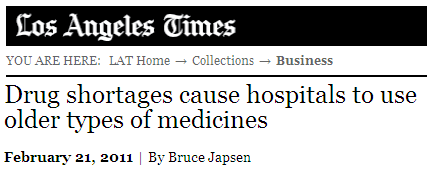 Los Angeles Times
YOU ARE HERE: LAT Home → Collections → Business
Drug shortages cause hospitals to use
older types of medicines
February 21, 2011 | By Bruce Japsen